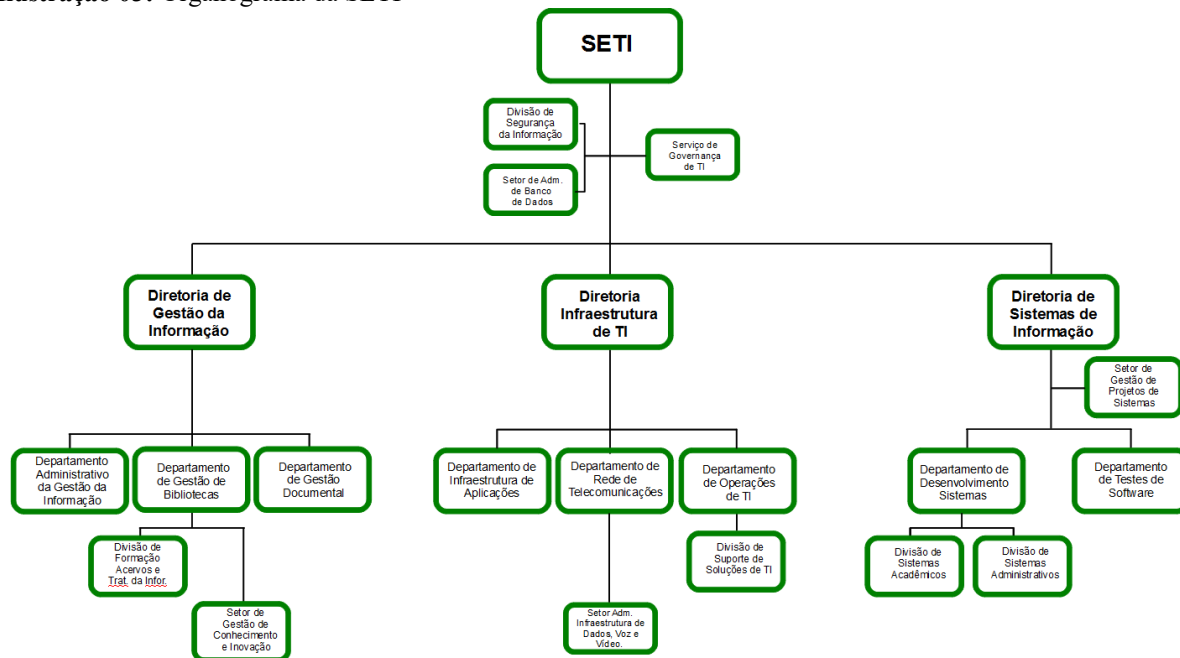 SETI
Divisão de
Segurança
da Informação
Serviço de
Governança
de TI
Setor de Adm.
de Banco
de Dados
Diretoria de
Gestão da
Informação
Diretoria
Infraestrutura
de TI
Diretoria de
Sistemas de
Informação
Setor de
Gestão de
Projetos de
Sistemas
Departamento
Administrativo
da Gestão da
Informação
Departamento
de Gestão de
Bibliotecas
Departamento
de Gestão
Documental
Departamento de
Infraestrutura de
Aplicações
Departamento de
Rede de
Telecomunicações
Departamento
de Operações
de TI
Departamento de
Desenvolvimento
Sistemas
Departamento
de Testes de
Software
Divisão de
Formação
Acervos e
Trat. da Infor.
Divisão de
Suporte de
Soluções de TI
Divisão de
Sistemas
Acadêmicos
Divisão de
Sistemas
Administrativos
Setor de
Gestão de
Conhecimento
e Inovação
Setor Adm.
Infraestrutura de
Dados, Voz e
Vídeo.